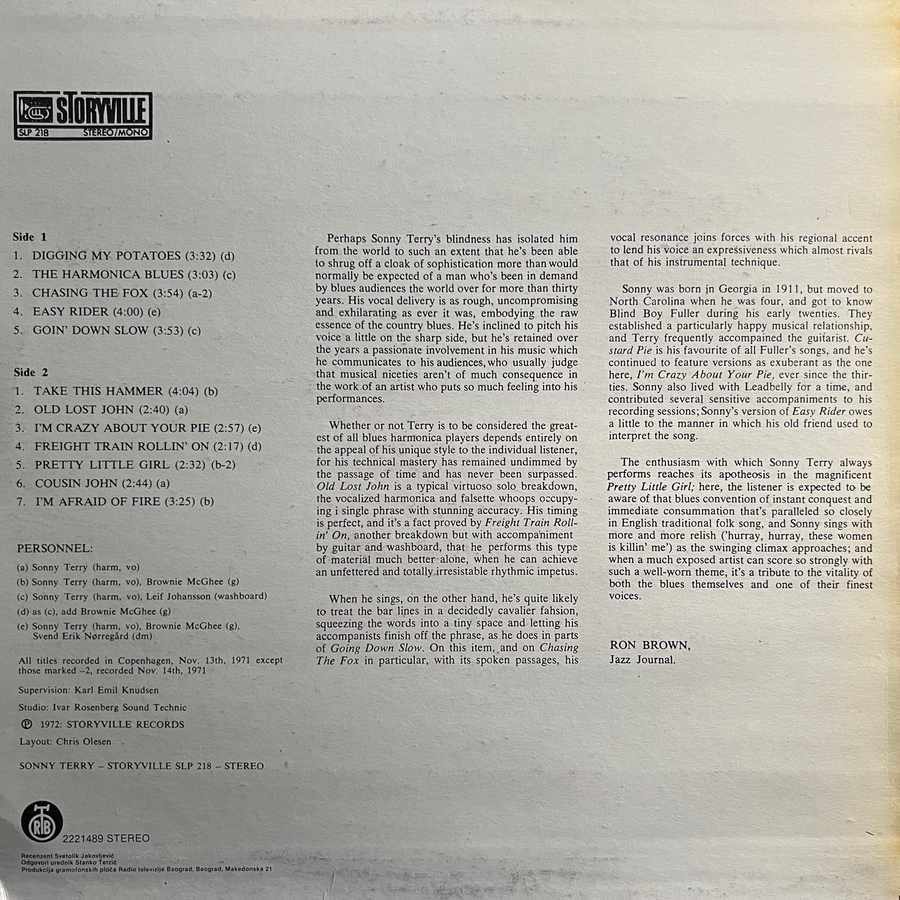 STORYVILLE
SLP 218 STEREO/MONO
Side 1
1. DIGGING MY POTATOES (3:32) (d)
2. THE HARMONICA BLUES (3:03) (c)
3. CHASING THE FOX (3:54) (a-2)
4. EASY RIDER (4:00) (e)
5. GOIN' DOWN SLOW (3:53) (c)
Side 2
1. TAKE THIS HAMMER (4:04) (b)
2. OLD LOST JOHN (2:40) (a)
3. I'M CRAZY ABOUT YOUR PIE (2:57) (e)
4. FREIGHT TRAIN ROLLIN' ON (2:17) (d)
5. PRETTY LITTLE GIRL (2:32) (b-2)
6. COUSIN JOHN (2:44) (a)
7. I'M AFRAID OF FIRE (3:25) (b)
PERSONNEL:
(a) Sonny Terry (harm, vo)
(b) Sonny Terry (harm, vo), Brownie McGhee (g)
(c) Sonny Terry (harm, vo), Leif Johansson (washboard)
(d) as (c), add Brownie McGhee (g)
(e) Sonny Terry (harm, vo), Brownie McGhee (g),
Svend Erik Nørregård (dm)
All titles recorded in Copenhagen, Nov. 13th, 1971 except
those marked –2, recorded Nov. 14th, 1971
Supervision: Karl Emil Knudsen
Studio: Ivar Rosenberg Sound Technic
Ⓟ 1972: STORYVILLE RECORDS
Layout: Chris Olesen
SONNY TERRY – STORYVILLE SLP 218 – STEREO
RTB
2221489 STEREO
Recenzent Svetolik Jakovljević
Odgovori urednik Stanko Terzić
Produkcija gramofonskih ploča Radio televizije Beograd, Beograd, Makedonska 21
Perhaps Sonny Terry's blindness has isolated him
from the world to such an extent that he's been able
to shrug off a cloak of sophistication more than would
normally be expected of a man who's been in demand
by blues audiences the world over for more than thirty
years. His vocal delivery is as rough, uncompromising
and exhilarating as ever it was, embodying the raw
essence of the country blues. He's inclined to pitch his
voice a little on the sharp side, but he's retained over
the years a passionate involvement in his music which
he communicates to his audiences, who usually judge
that musical niceties aren't of much consequence in
the work of an artist who puts so much feeling into his
performances.
Whether or not Terry is to be considered the great-
est of all blues harmonica players depends entirely on
the appeal of his unique style to the individual listener,
for his technical mastery has remained undimmed by
the passage of time and has never been surpassed.
Old Lost John is a typical virtuoso solo breakdown,
the vocalized harmonica and falsette whoops occupy-
ing i single phrase with stunning accuracy. His timing
is perfect, and it's a fact proved by Freight Train Roll-
in' On, another breakdown but with accompaniment
by guitar and washboard, that he performs this type
of material much better alone, when he can achieve
an unfettered and totally irresistable rhythmic impetus.
When he sings, on the other hand, he's quite likely
to treat the bar lines in a decidedly cavalier fahsion,
squeezing the words into a tiny space and letting his
accompanists finish off the phrase, as he does in parts
of Going Down Slow. On this item, and on Chasing
The Fox in particular, with its spoken passages, his
vocal resonance joins forces with his regional accent
to lend his voice an expressiveness which almost rivals
that of his instrumental technique.
Sonny was born in Georgia in 1911, but moved to
North Carolina when he was four, and got to know
Blind Boy Fuller during his early twenties. They
established a particularly happy musical relationship,
and Terry frequently accompanied the guitarist. Cu-
stard Pie is his favourite of all Fuller's songs, and he's
continued to feature versions as exuberant as the one
here, I'm Crazy About Your Pie, ever since the thir-
ties. Sonny also lived with Leadbelly for a time, and
contributed several sensitive accompaniments to his
recording sessions; Sonny's version of Easy Rider owes
a little to the manner in which his old friend used to
interpret the song.
The enthusiasm with which Sonny Terry always
performs reaches its apotheosis in the magnificent
Pretty Little Girl; here, the listener is expected to be
aware of that blues convention of instant conquest and
immediate consummation that's paralleled so closely
in English traditional folk song, and Sonny sings with
more and more relish ('hurray, hurray, these women
is killin' me') as the swinging climax approaches; and
when a much exposed artist can score so strongly with
such a well-worn theme, it's a tribute to the vitality of
both the blues themselves and one of their finest
voices.
RON BROWN,
Jazz Journal.